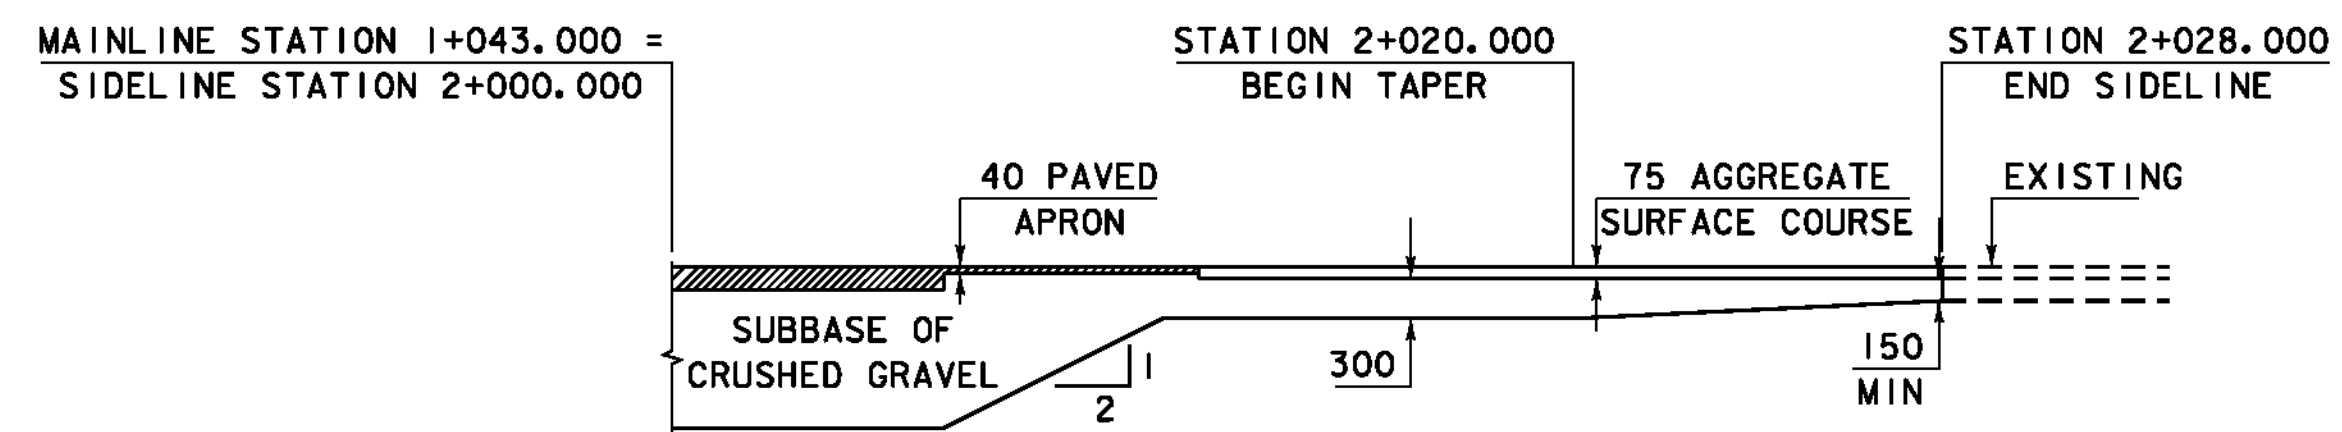 MAINLINE STATION 1+043.000 =
SIDELINE STATION 2+000.000
STATION 2+020.000
BEGIN TAPER
STATION 2+028.000
END SIDELINE
40 PAVED
APRON
75 AGGREGATE
SURFACE COURSE
EXISTING
SUBBASE OF
CRUSHED GRAVEL
1
2
300
150
MIN